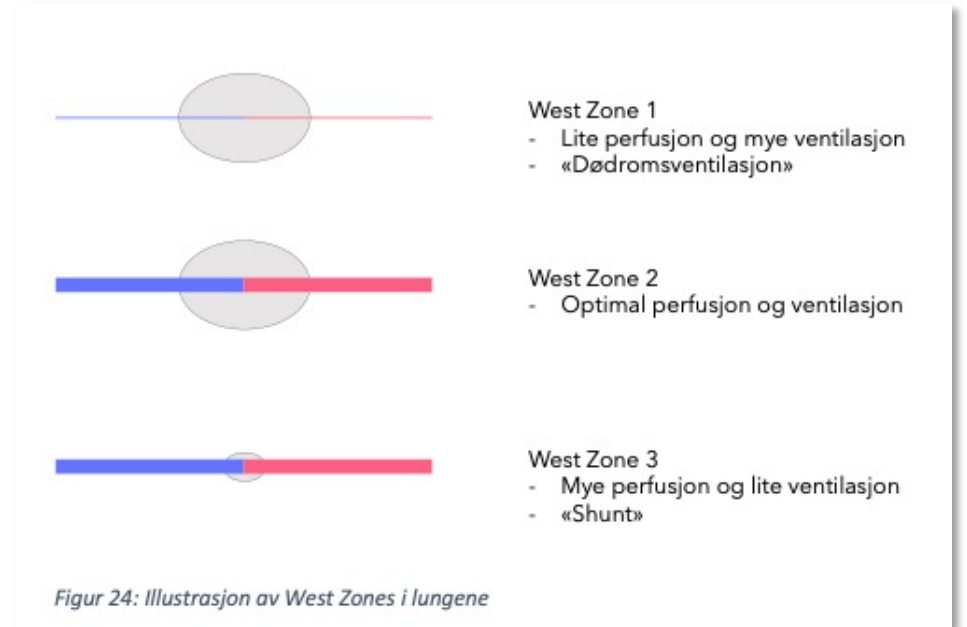 West Zone 1
- Lite perfusjon og mye ventilasjon
- «Dødromsventilasjon»
West Zone 2
- Optimal perfusjon og ventilasjon
West Zone 3
- Mye perfusjon og lite ventilasjon
- «Shunt»
Figur 24: Illustrasjon av West Zones i lungene